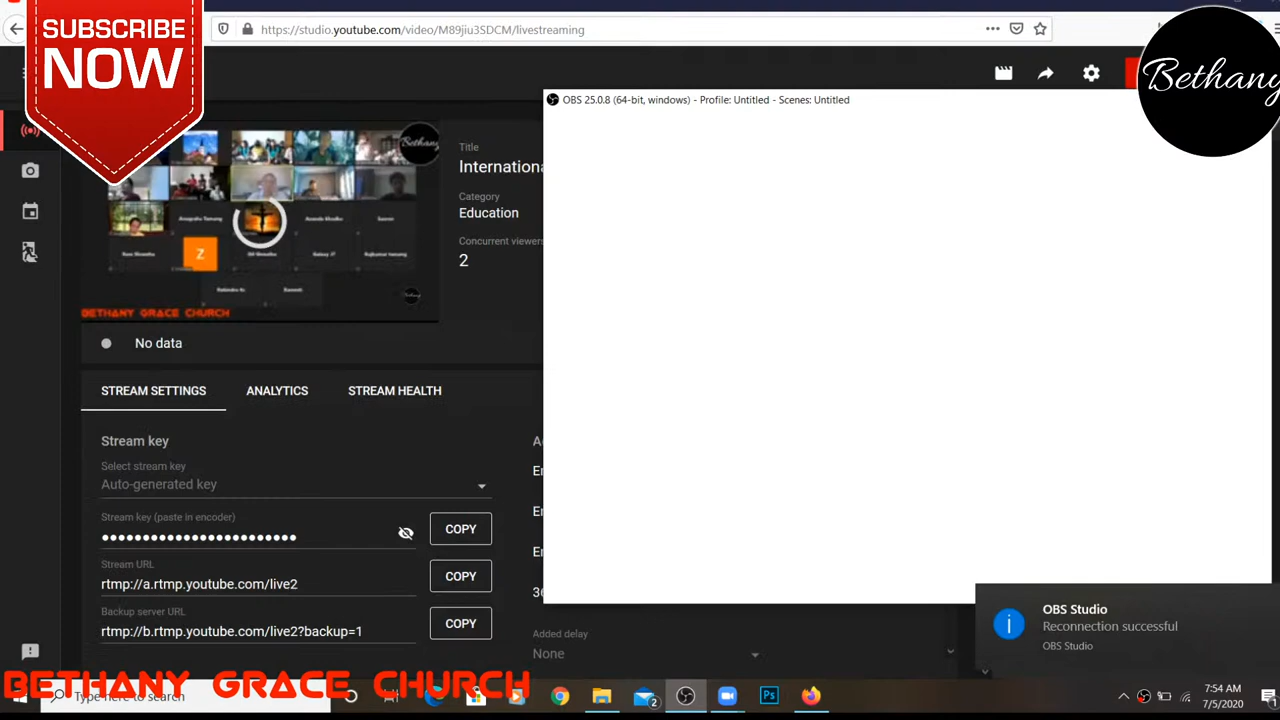 SUBSCRIBE
NOW
https://studio.youtube.com/video/M89jiu3SDCM/livestreaming
Bethany
OBS 25.0.8 (64-bit, windows) - Profile: Untitled - Scenes: Untitled
Title
Internationa
Category
Education
Concurrent viewers
2
Z
BETHANY GRACE CHURCH
No data
STREAM SETTINGS
ANALYTICS
STREAM HEALTH
Stream key
Select stream key
Auto-generated key
Stream key (paste in encoder)
COPY
Stream URL
rtmp://a.rtmp.youtube.com/live2
COPY
Backup server URL
rtmp://b.rtmp.youtube.com/live2?backup=1
COPY
Added delay
None
OBS Studio
Reconnection successful
OBS Studio
BETHANY GRACE CHURCH
Type here to search
2
Ps
7:54 AM
7/5/2020